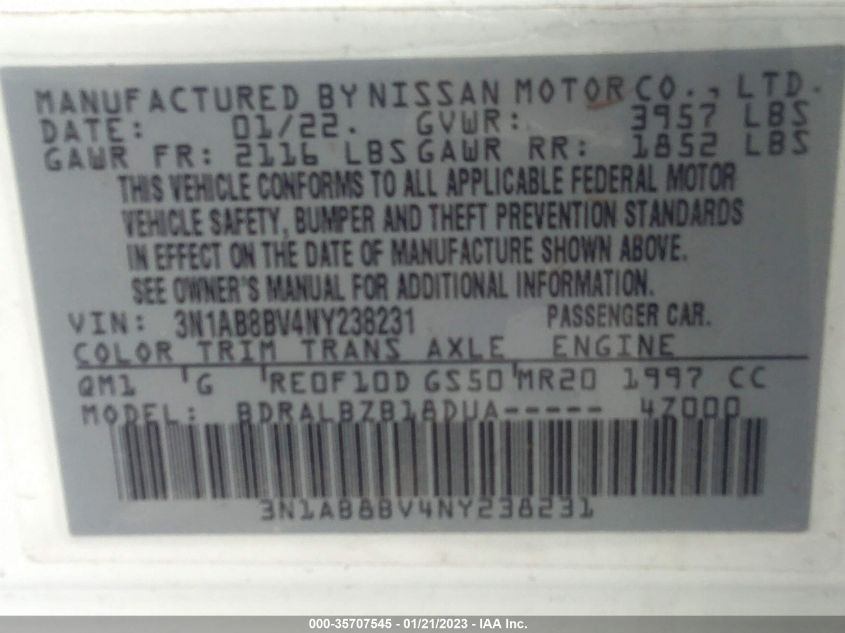 MANUFACTURED BY NISSAN MOTOR CO., LTD.
DATE: 01/22. GVWR: 3957 LBS
GAWR FR: 2116 LBS GAWR RR: 1852 LBS
THIS VEHICLE CONFORMS TO ALL APPLICABLE FEDERAL MOTOR
VEHICLE SAFETY, BUMPER AND THEFT PREVENTION STANDARDS
IN EFFECT ON THE DATE OF MANUFACTURE SHOWN ABOVE.
SEE OWNER'S MANUAL FOR ADDITIONAL INFORMATION.
VIN: 3N1AB8BV4NY238231 PASSENGER CAR.
COLOR TRIM TRANS AXLE ENGINE
QM1 G RE0F10D GS50 MR20 1997 CC
MODEL: BDRALBZB18DUA----- 4Z000
3N1AB8BV4NY238231
000-35707545 - 01/21/2023 - IAA Inc.